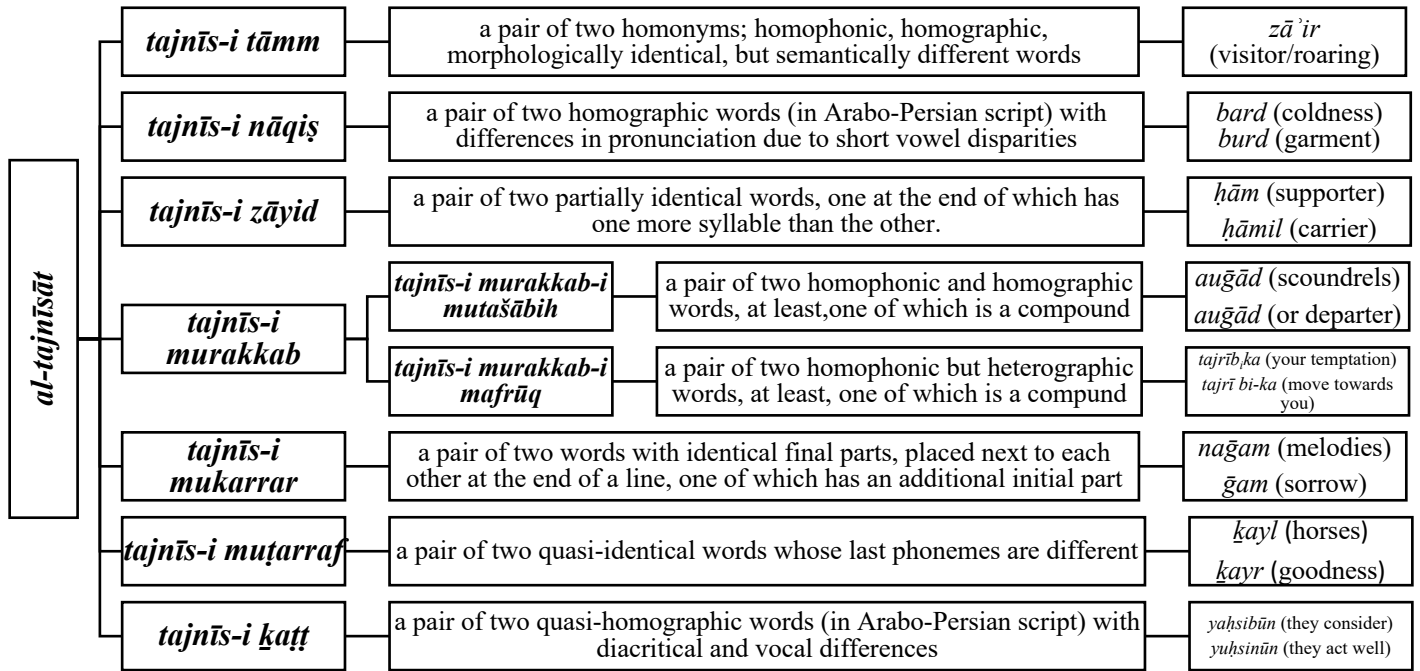 al-tajnīsāt
tajnīs-i tāmm
a pair of two homonyms; homophonic, homographic,
morphologically identical, but semantically different words
zāʾir
(visitor/roaring)
tajnīs-i nāqiṣ
a pair of two homographic words (in Arabo-Persian script) with
differences in pronunciation due to short vowel disparities
bard (coldness)
burd (garment)
tajnīs-i zāyid
a pair of two partially identical words, one at the end of which has
one more syllable than the other.
ḥām (supporter)
ḥāmil (carrier)
tajnīs-i
murakkab
tajnīs-i murakkab-i
mutašābih
a pair of two homophonic and homographic
words, at least,one of which is a compound
auḡād (scoundrels)
auḡād (or departer)
tajnīs-i murakkab-i
mafrūq
a pair of two homophonic but heterographic
words, at least, one of which is a compund
tajrībᵢka (your temptation)
tajrī bi-ka (move towards
you)
tajnīs-i
mukarrar
a pair of two words with identical final parts, placed next to each
other at the end of a line, one of which has an additional initial part
naḡam (melodies)
ḡam (sorrow)
tajnīs-i muṭarraf
a pair of two quasi-identical words whose last phonemes are different
ḵayl (horses)
ḵayr (goodness)
tajnīs-i ḵaṭṭ
a pair of two quasi-homographic words (in Arabo-Persian script) with
diacritical and vocal differences
yaḥsibūn (they consider)
yuḥsinūn (they act well)